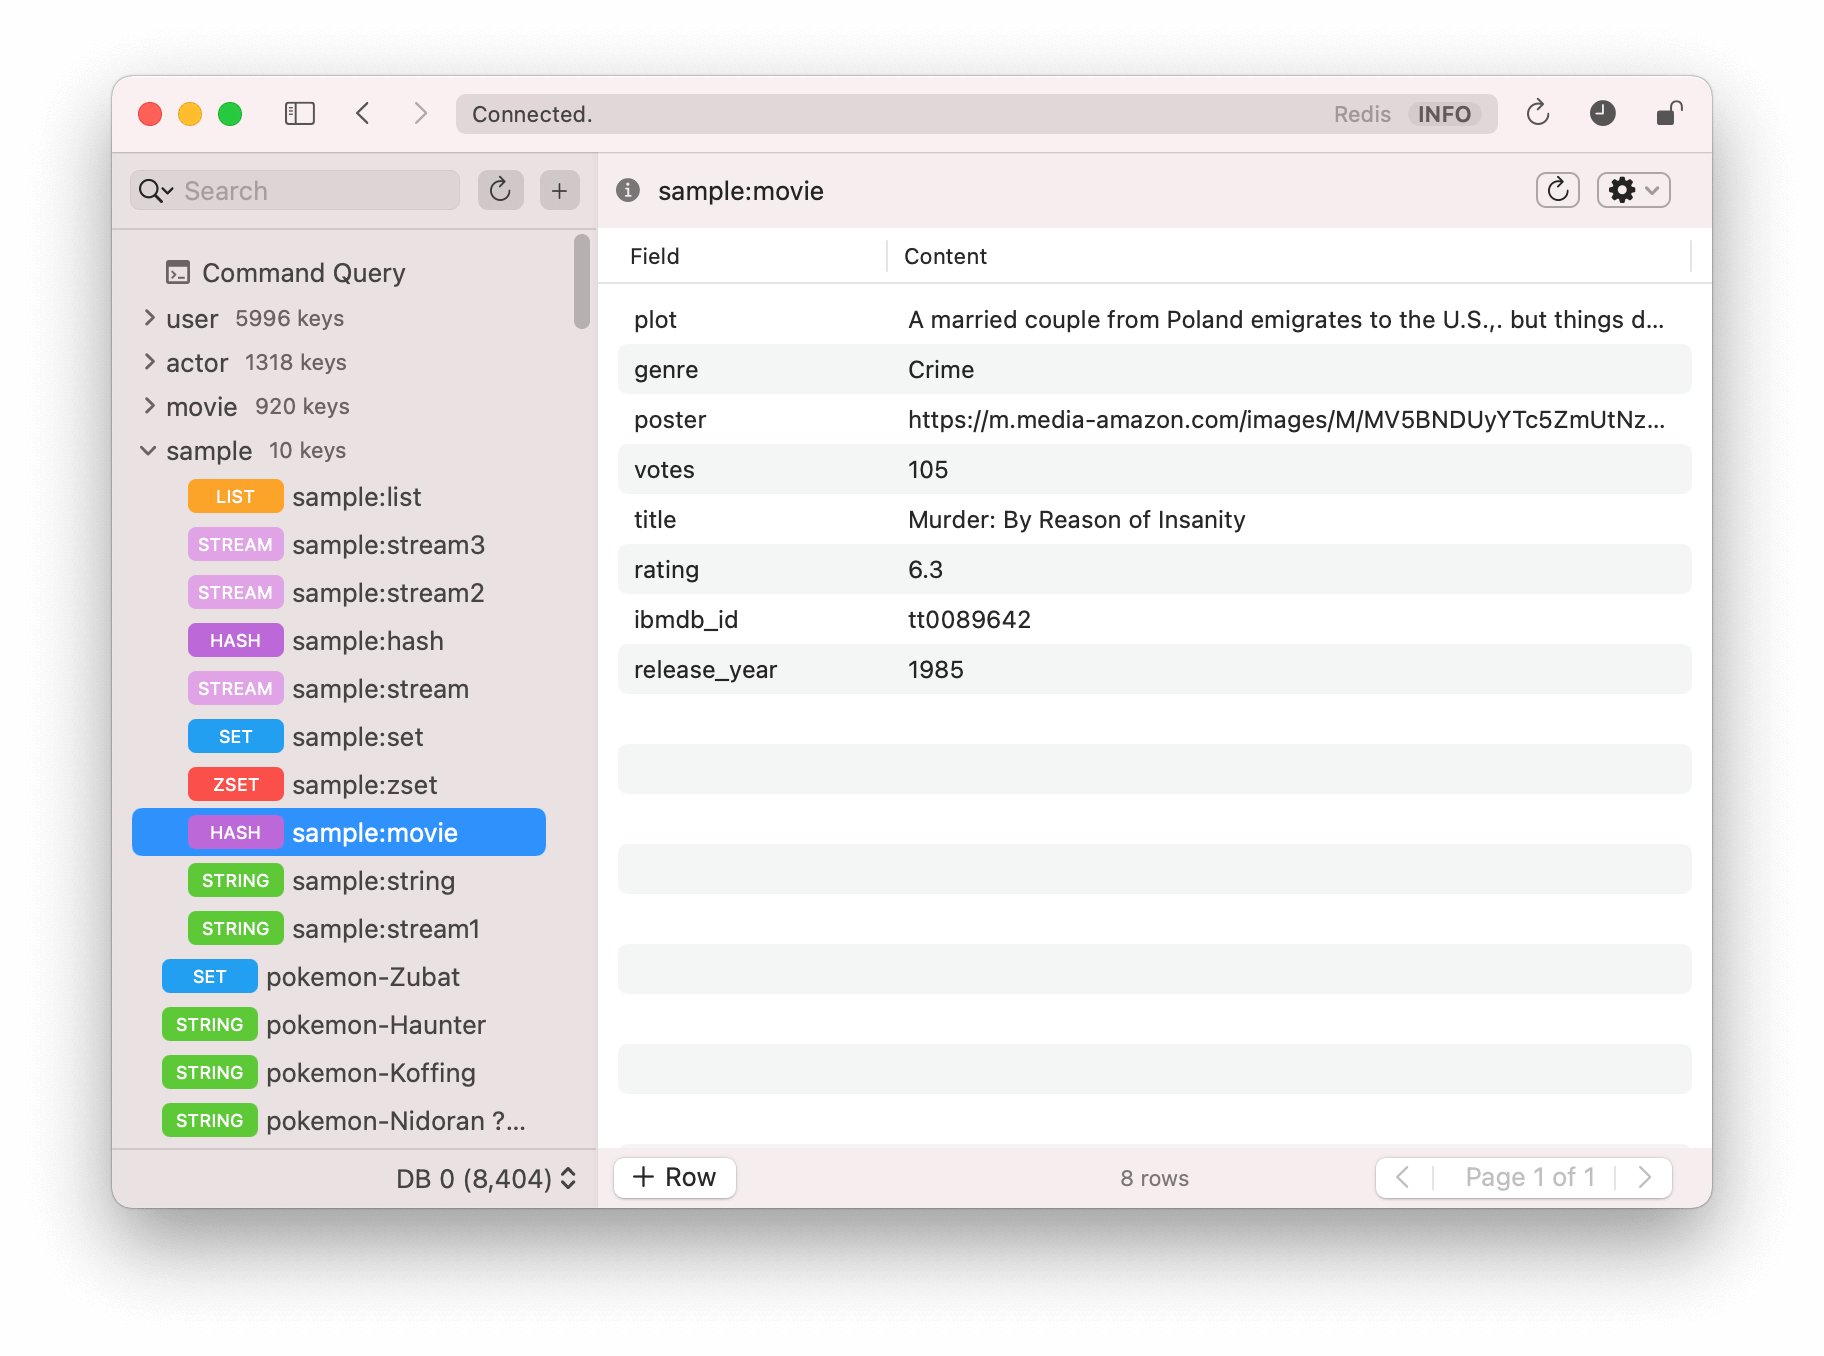 Connected. Redis INFO
Search
sample:movie
Command Query
user 5996 keys
actor 1318 keys
movie 920 keys
sample 10 keys
LIST sample:list
STREAM sample:stream3
STREAM sample:stream2
HASH sample:hash
STREAM sample:stream
SET sample:set
ZSET sample:zset
HASH sample:movie
STRING sample:string
STRING sample:stream1
SET pokemon-Zubat
STRING pokemon-Haunter
STRING pokemon-Koffing
STRING pokemon-Nidoran ?...
DB 0 (8,404)
Field Content
plot A married couple from Poland emigrates to the U.S.,. but things d...
genre Crime
poster https://m.media-amazon.com/images/M/MV5BNDUyYTc5ZmUtNz...
votes 105
title Murder: By Reason of Insanity
rating 6.3
ibmdb_id tt0089642
release_year 1985
+ Row 8 rows Page 1 of 1